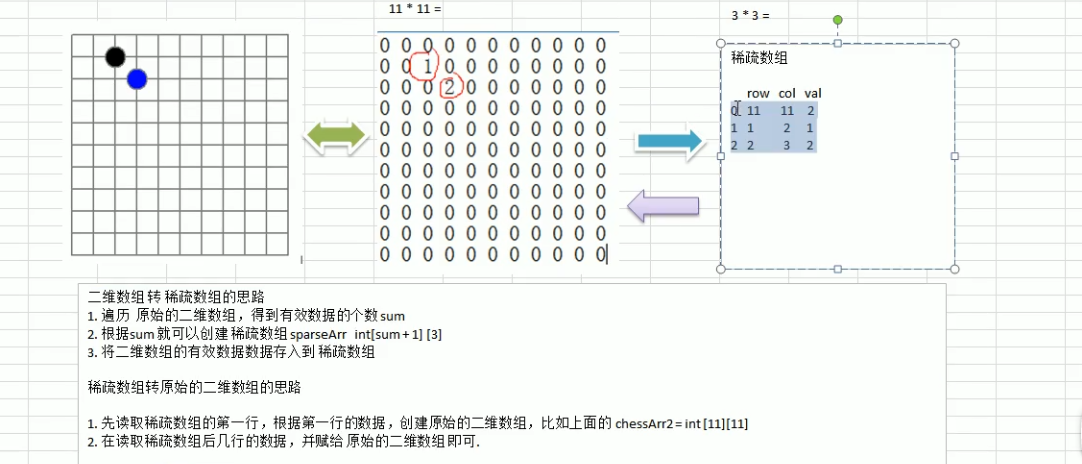 11 * 11 =
0 0 0 0 0 0 0 0 0 0 0
0 0 1 0 0 0 0 0 0 0 0
0 0 0 2 0 0 0 0 0 0 0
0 0 0 0 0 0 0 0 0 0 0
0 0 0 0 0 0 0 0 0 0 0
0 0 0 0 0 0 0 0 0 0 0
0 0 0 0 0 0 0 0 0 0 0
0 0 0 0 0 0 0 0 0 0 0
0 0 0 0 0 0 0 0 0 0 0
0 0 0 0 0 0 0 0 0 0 0
0 0 0 0 0 0 0 0 0 0 0
3 * 3 =
稀疏数组
row col val
0 11 11 2
1 1 2 1
2 2 3 2
二维数组 转 稀疏数组的思路
1. 遍历 原始的二维数组，得到有效数据的个数 sum
2. 根据sum 就可以创建 稀疏数组 sparseArr int[sum + 1] [3]
3. 将二维数组的有效数据数据存入到 稀疏数组
稀疏数组转原始的二维数组的思路
1. 先读取稀疏数组的第一行，根据第一行的数据，创建原始的二维数组，比如上面的 chessArr2 = int [11][11]
2. 在读取稀疏数组后几行的数据，并赋给 原始的二维数组 即可.